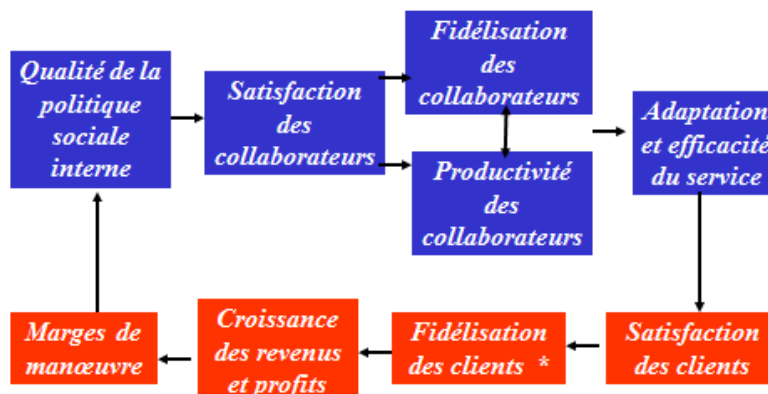 Qualité de la
politique
sociale
interne
Satisfaction
des
collaborateurs
Fidélisation
des
collaborateurs
Productivité
des
collaborateurs
Adaptation
et efficacité
du service
Marges de
manœuvre
Croissance
des revenus
et profits
Fidélisation
des clients *
Satisfaction
des clients